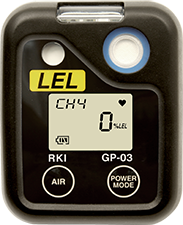 LEL
CH4
0 %LEL
RKI GP-03
AIR POWER
MODE